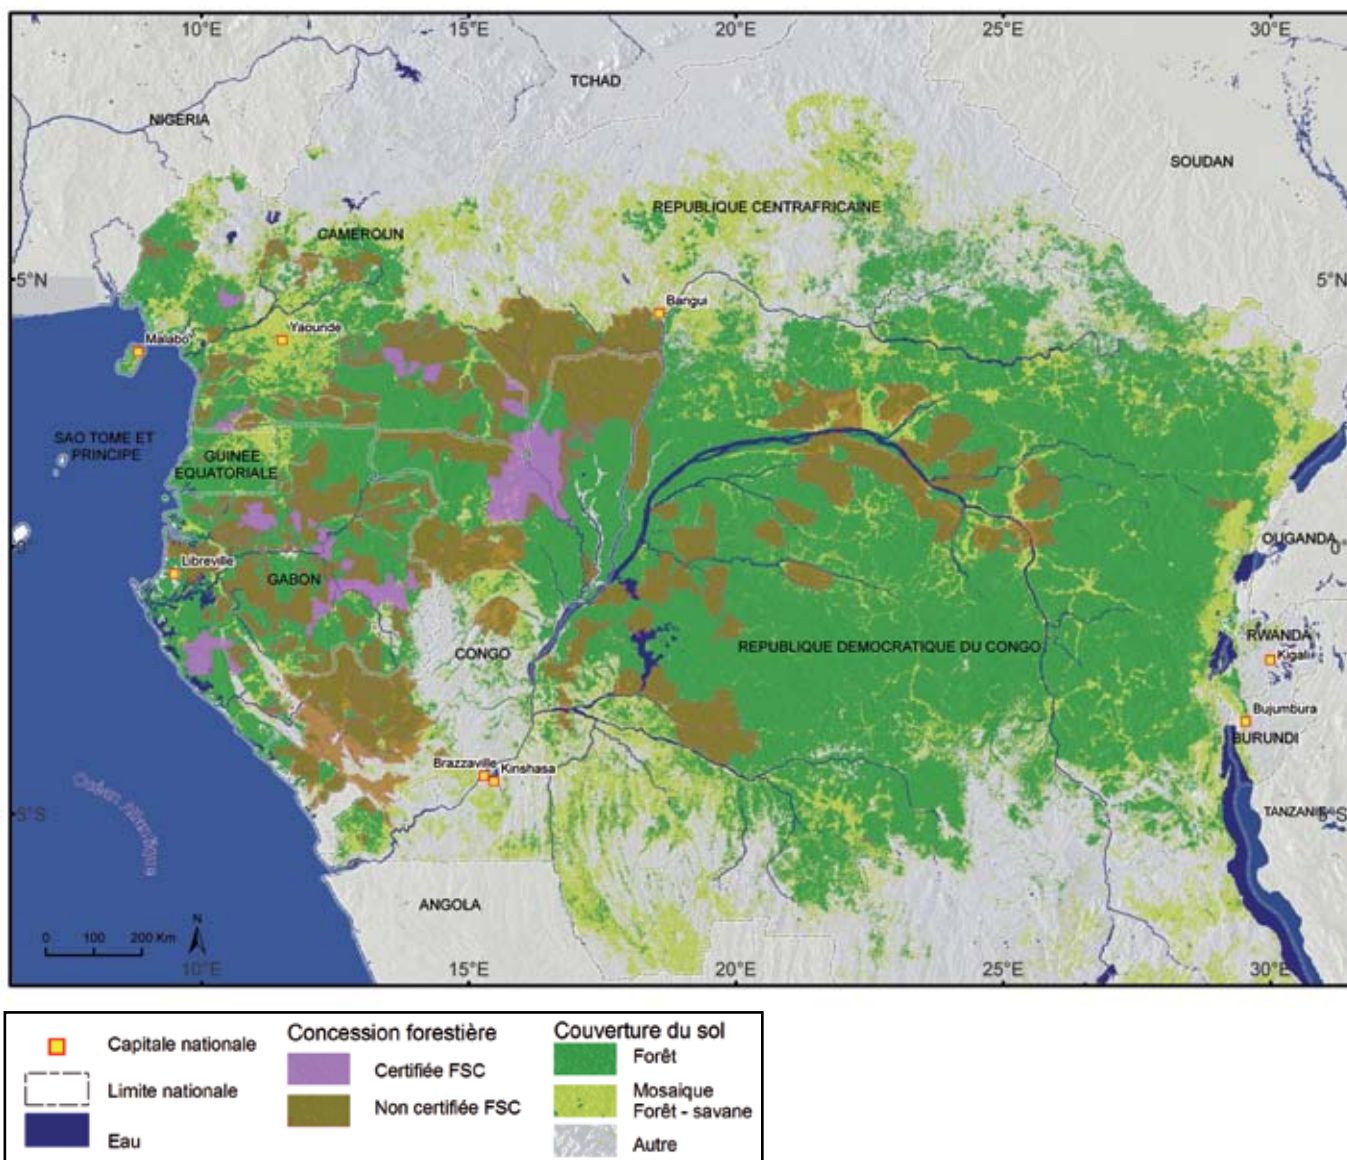 10°E 15°E 20°E 25°E 30°E
TCHAD
NIGERIA
SOUDAN
REPUBLIQUE CENTRAFRICAINE
CAMEROUN
5°N 5°N
Bangui
Yaounde
Malabo
SAO TOME ET
PRINCIPE
GUINEE
EQUATORIALE
OUGANDA
0° 0°
Libreville
GABON
RWANDA
CONGO
REPUBLIQUE DEMOCRATIQUE DU CONGO
Kigali
Bujumbura
BURUNDI
Brazzaville
Kinshasa
Océan Atlantique
5°S TANZANIE 5°S
ANGOLA
N
0 100 200 Km
10°E 15°E 20°E 25°E 30°E
Capitale nationale
Limite nationale
Eau
Concession forestière
Certifiée FSC
Non certifiée FSC
Couverture du sol
Forêt
Mosaique
Forêt - savane
Autre